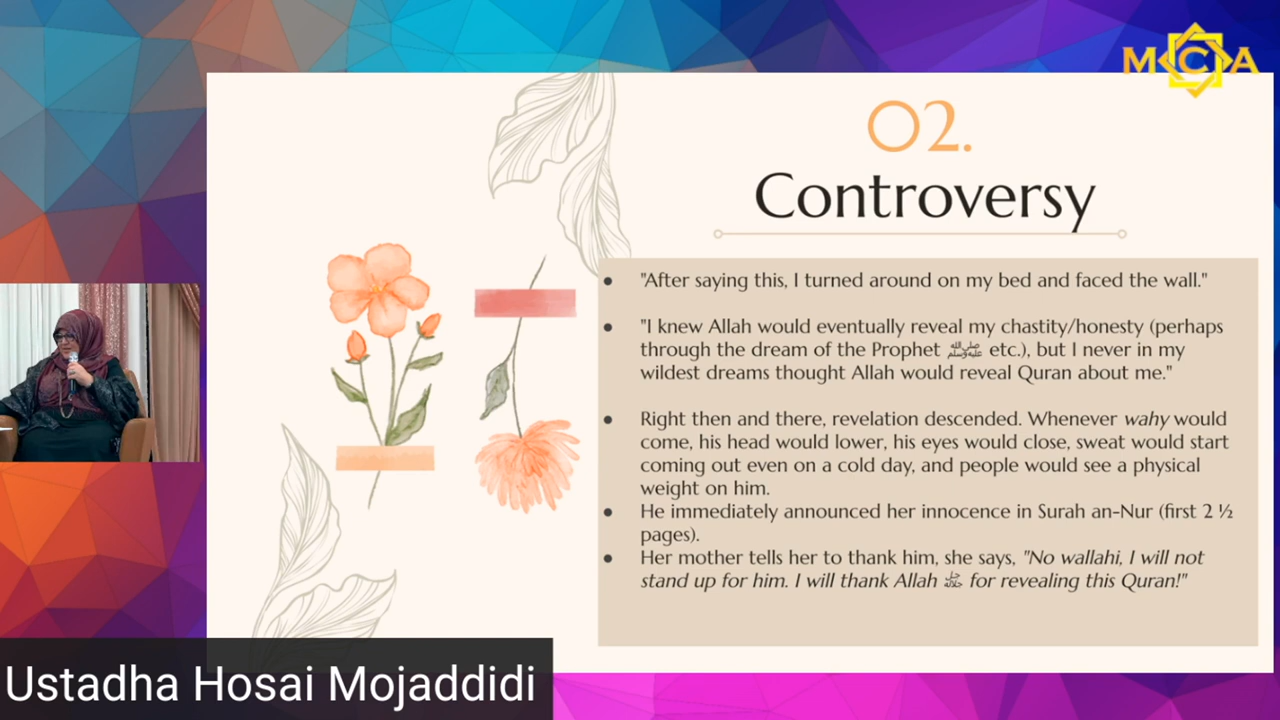 MCA
02.
Controversy
● "After saying this, I turned around on my bed and faced the wall."
● "I knew Allah would eventually reveal my chastity/honesty (perhaps
through the dream of the Prophet ﷺ etc.), but I never in my
wildest dreams thought Allah would reveal Quran about me."
● Right then and there, revelation descended. Whenever wahy would
come, his head would lower, his eyes would close, sweat would start
coming out even on a cold day, and people would see a physical
weight on him.
● He immediately announced her innocence in Surah an-Nur (first 2 ½
pages).
● Her mother tells her to thank him, she says, "No wallahi, I will not
stand up for him. I will thank Allah ﷻ for revealing this Quran!"
Ustadha Hosai Mojaddidi